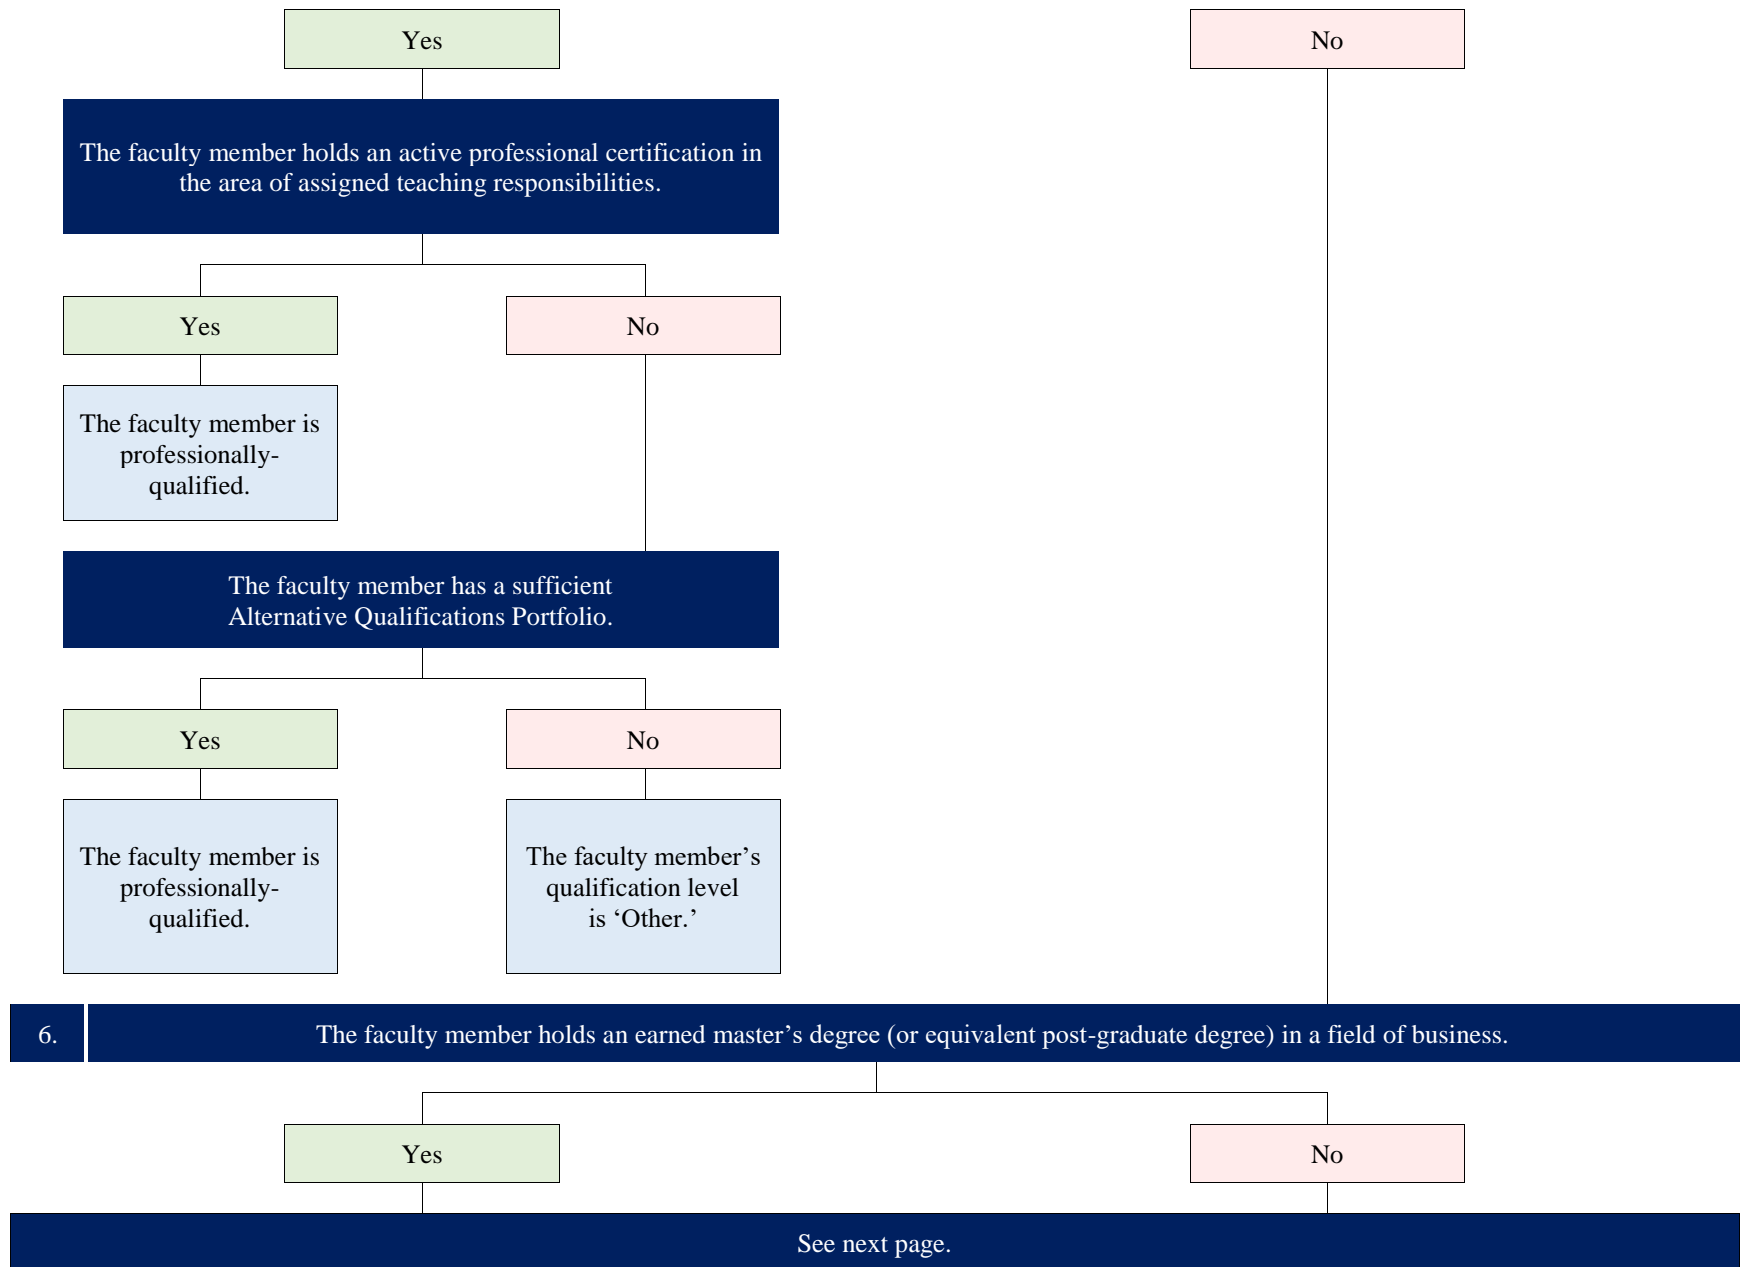 Yes
No
The faculty member holds an active professional certification in
the area of assigned teaching responsibilities.
Yes
No
The faculty member is
professionally-
qualified.
The faculty member has a sufficient
Alternative Qualifications Portfolio.
Yes
No
The faculty member is
professionally-
qualified.
The faculty member’s
qualification level
is ‘Other.’
6.
The faculty member holds an earned master’s degree (or equivalent post-graduate degree) in a field of business.
Yes
No
See next page.